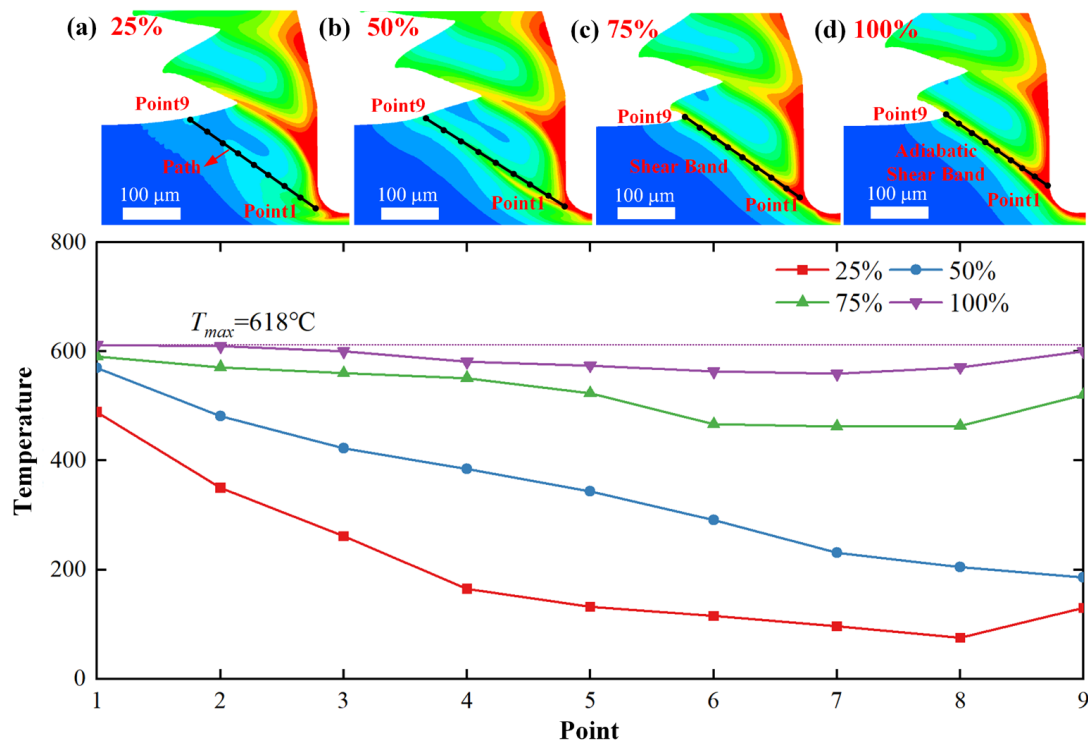 (a) 25% (b) 50% (c) 75% (d) 100%
Point9 Point9 Point9 Point9
Path Shear Band Adiabatic
Shear Band
100 μm Point1 100 μm Point1 100 μm Point1 100 μm Point1
800
600
400
200
0
Temperature
25% 50%
75% 100%
Tmax=618℃
1 2 3 4 5 6 7 8 9
Point